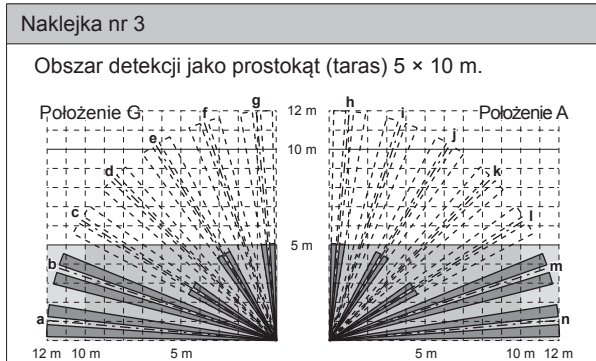 Naklejka nr 3
Obszar detekcji jako prostokąt (taras) 5 × 10 m.
Położenie G
f
g
12 m
h
i
Położenie A
e
10 m
j
d
k
c
l
5 m
b
m
a
n
12 m 10 m 5 m 5 m 10 m 12 m